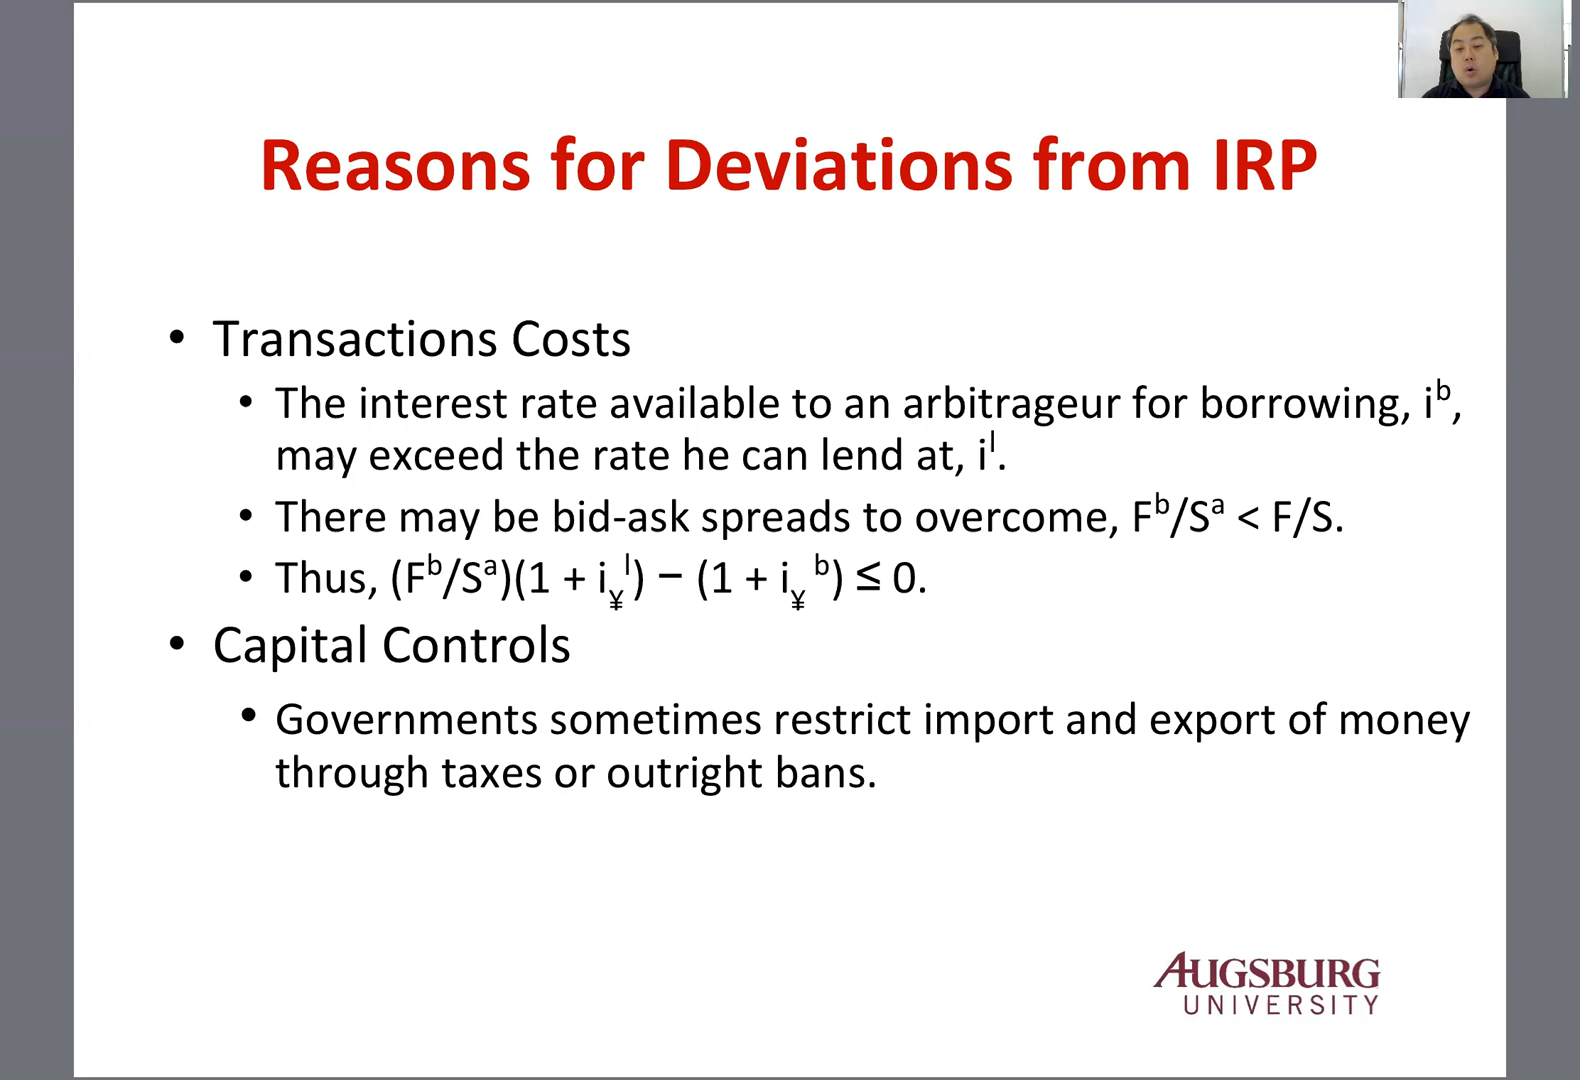 Reasons for Deviations from IRP
• Transactions Costs
• The interest rate available to an arbitrageur for borrowing, i^b,
may exceed the rate he can lend at, i^l.
• There may be bid-ask spreads to overcome, F^b/S^a < F/S.
• Thus, (F^b/S^a)(1 + i_¥^l) − (1 + i_¥^b) ≤ 0.
• Capital Controls
• Governments sometimes restrict import and export of money
through taxes or outright bans.
AUGSBURG
UNIVERSITY